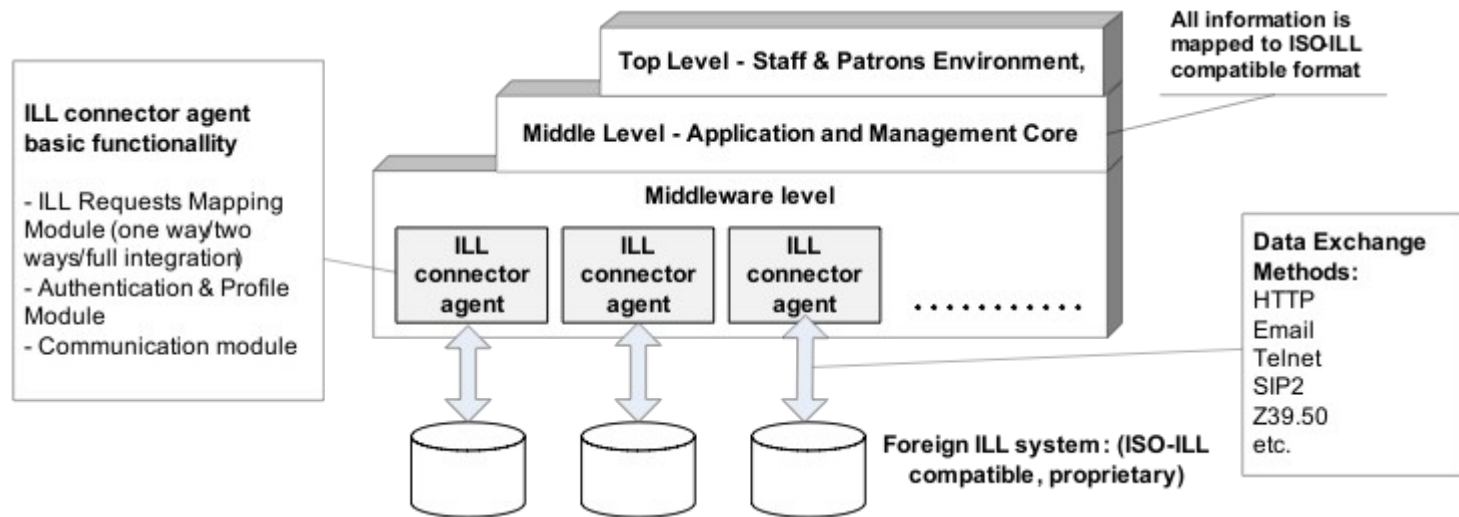 All information is
mapped to ISO-ILL
compatible format
Top Level - Staff & Patrons Environment,
Middle Level - Application and Management Core
Middleware level
ILL connector agent
basic functionallity
- ILL Requests Mapping
Module (one way/two
ways/full integration)
- Authentication & Profile
Module
- Communication module
ILL
connector
agent
ILL
connector
agent
ILL
connector
agent
...........
Data Exchange
Methods:
HTTP
Email
Telnet
SIP2
Z39.50
etc.
Foreign ILL system : (ISO-ILL
compatible, proprietary)